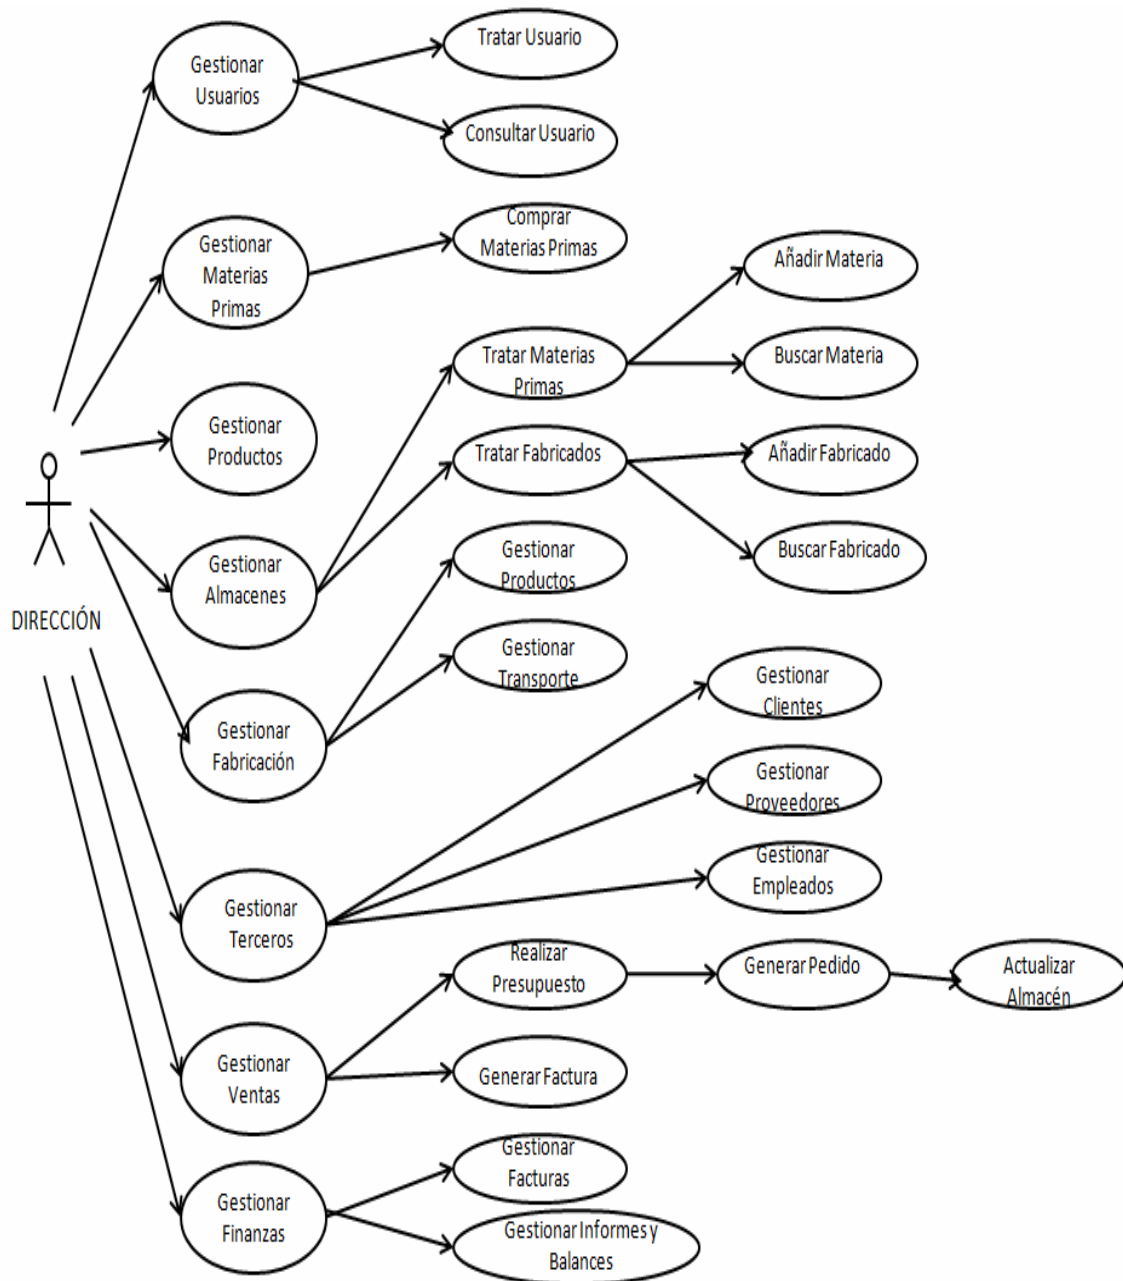 Tratar Usuario
Gestionar
Usuarios
Consultar Usuario
Comprar
Materias Primas
Gestionar
Materias
Primas
Añadir Materia
Tratar Materias
Primas
Buscar Materia
Gestionar
Productos
Tratar Fabricados
Añadir Fabricado
Gestionar
Almacenes
Gestionar
Productos
Buscar Fabricado
DIRECCIÓN
Gestionar
Transporte
Gestionar
Clientes
Gestionar
Fabricación
Gestionar
Proveedores
Gestionar
Empleados
Gestionar
Terceros
Realizar
Presupuesto
Generar Pedido
Actualizar
Almacén
Gestionar
Ventas
Generar Factura
Gestionar
Facturas
Gestionar
Finanzas
Gestionar Informes y
Balances